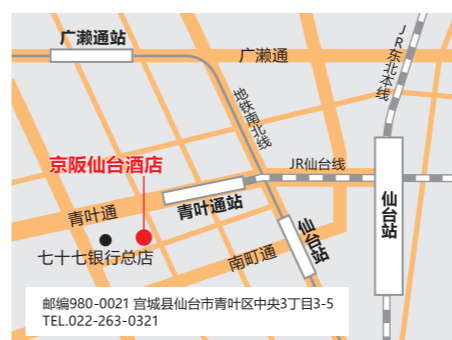 广濑通站
广濑通
JR东北本线
地铁南北线
京阪仙台酒店
JR仙台线
青叶通站
仙台站
青叶通
仙台站
七十七银行总店
南町通
邮编980-0021 宫城县仙台市青叶区中央3丁目3-5
TEL.022-263-0321